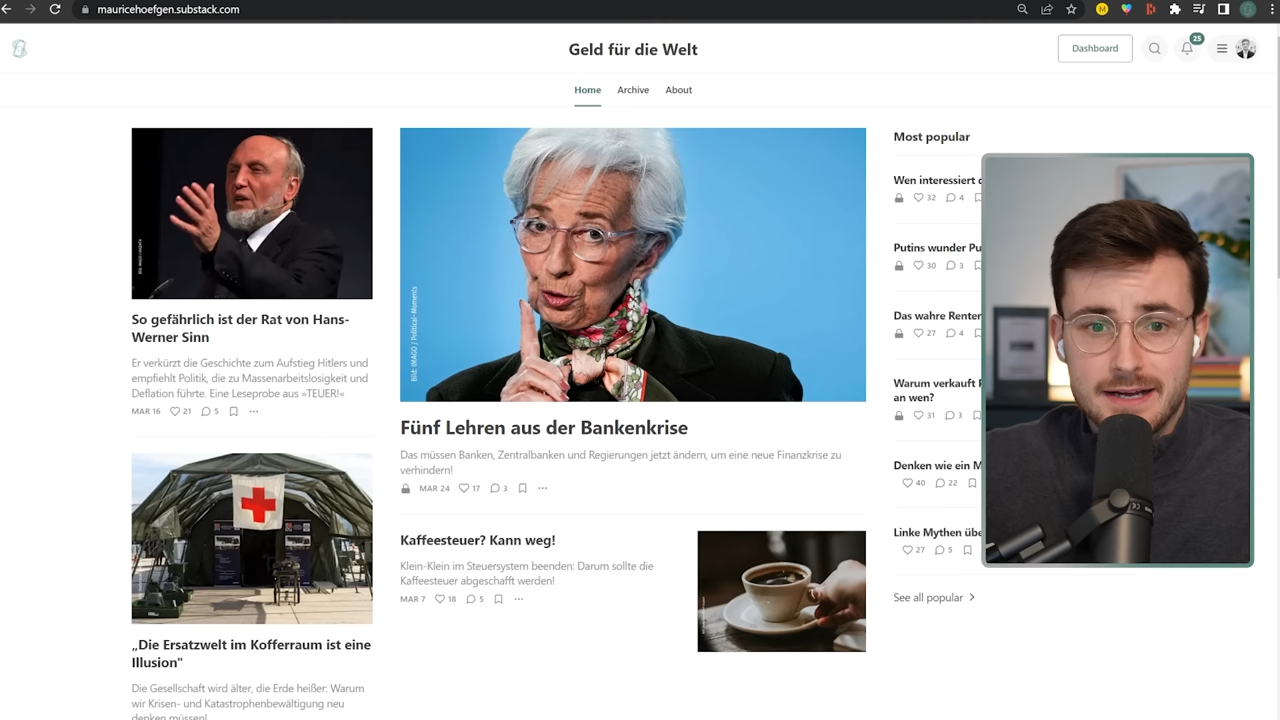 mauricehoefgen.substack.com
Geld für die Welt
Dashboard
25
Home
Archive
About
So gefährlich ist der Rat von Hans-
Werner Sinn
Er verkürzt die Geschichte zum Aufstieg Hitlers und
empfiehlt Politik, die zu Massenarbeitslosigkeit und
Deflation führte. Eine Leseprobe aus »TEUER!«
MAR 16 21 5
„Die Ersatzwelt im Kofferraum ist eine
Illusion"
Die Gesellschaft wird älter, die Erde heißer: Warum
wir Krisen- und Katastrophenbewältigung neu
denken müssen!
Bild: IMAGO / Political-Moments
Fünf Lehren aus der Bankenkrise
Das müssen Banken, Zentralbanken und Regierungen jetzt ändern, um eine neue Finanzkrise zu
verhindern!
MAR 24 17 3
Kaffeesteuer? Kann weg!
Klein-Klein im Steuersystem beenden: Darum sollte die
Kaffeesteuer abgeschafft werden!
MAR 7 18 5
Most popular
Wen interessiert
32 4
Putins wunder
30 3
Das wahre
27 4
Warum verkauft
an wen?
31 3
Denken wie ein
40 22
Linke Mythen
27 5
See all popular